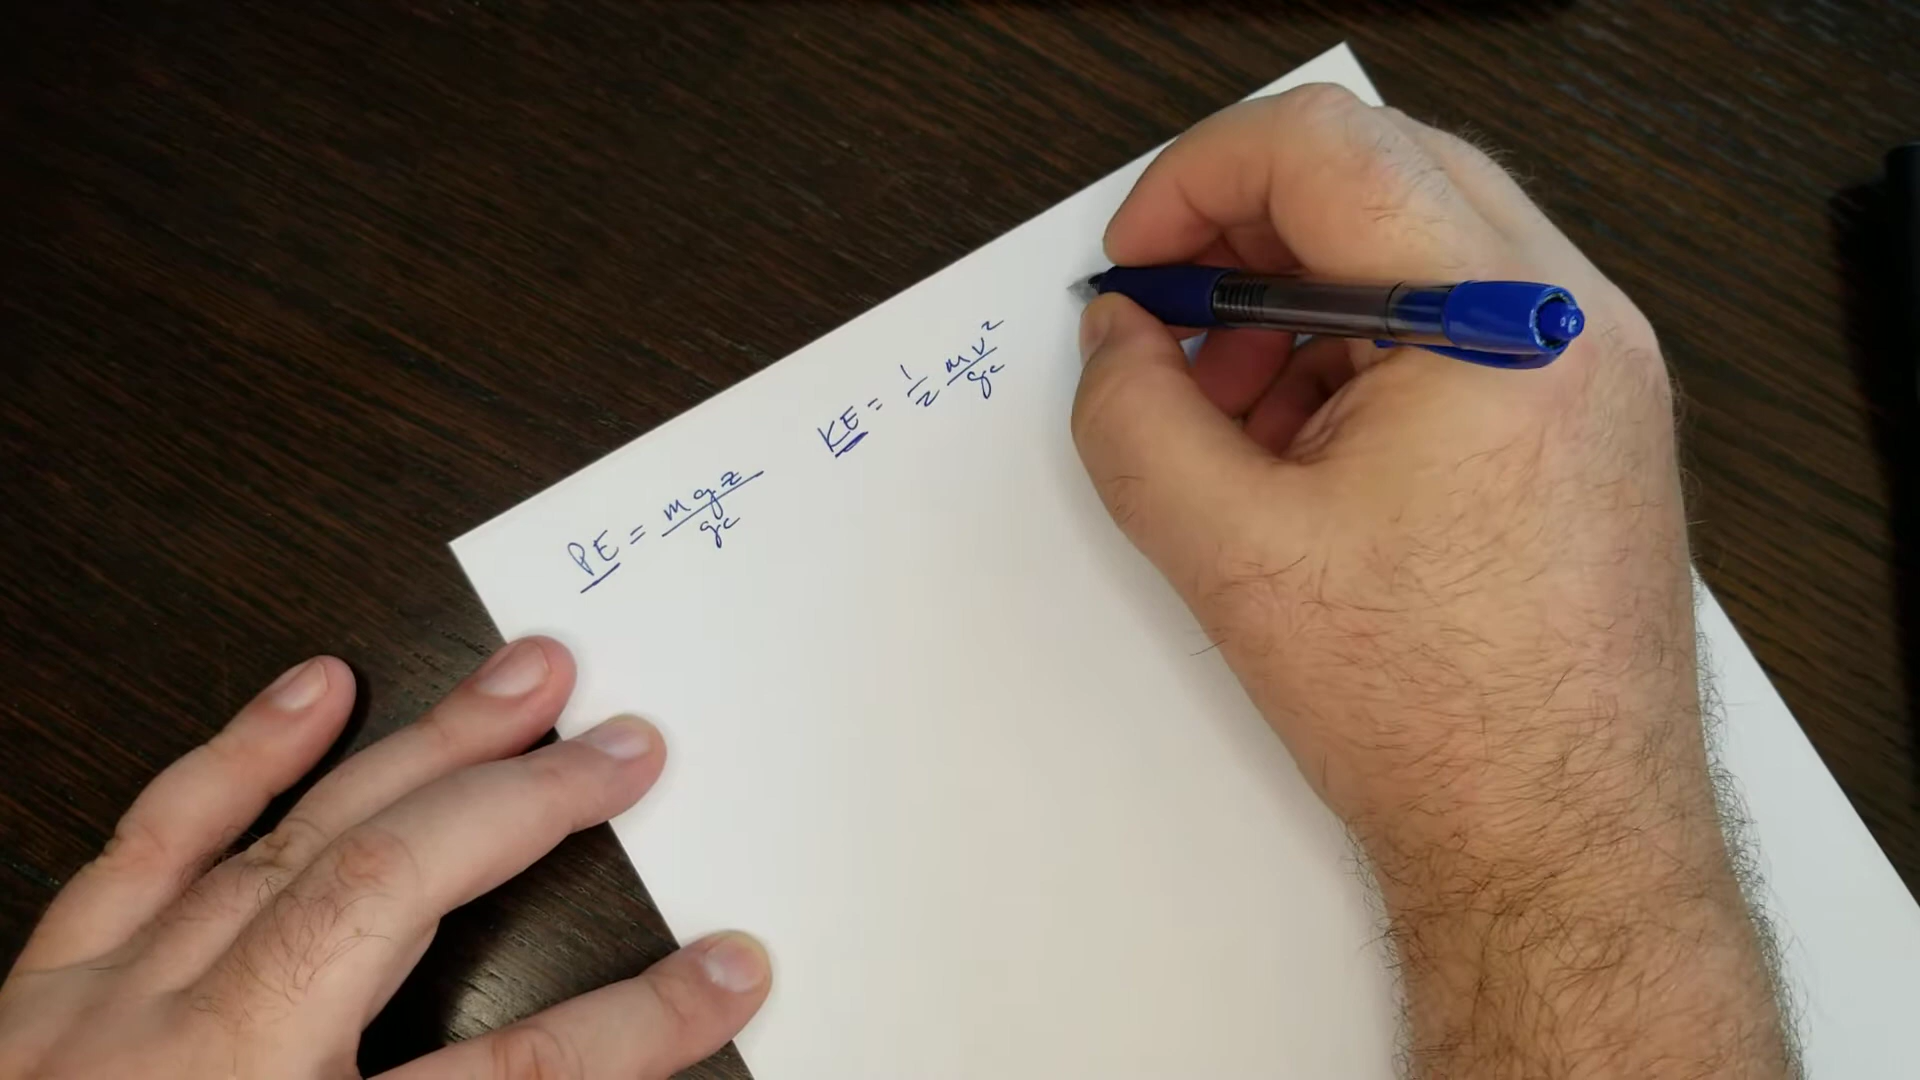 PE = mgz/gc KE = 1/2 mv²/gc